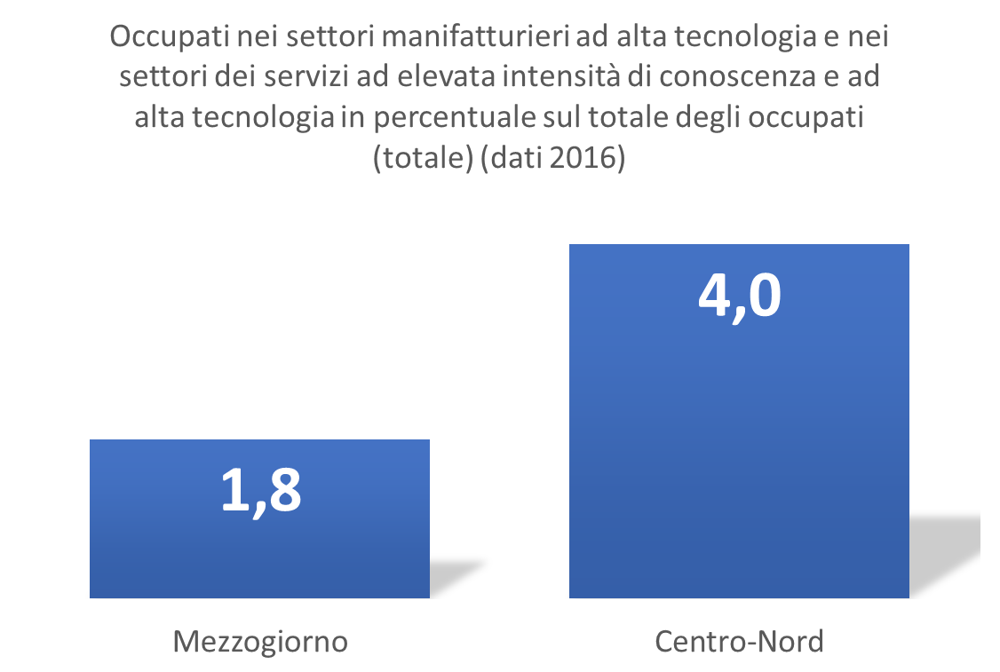 Occupati nei settori manifatturieri ad alta tecnologia e nei
settori dei servizi ad elevata intensità di conoscenza e ad
alta tecnologia in percentuale sul totale degli occupati
(totale) (dati 2016)
4,0
1,8
Mezzogiorno
Centro-Nord